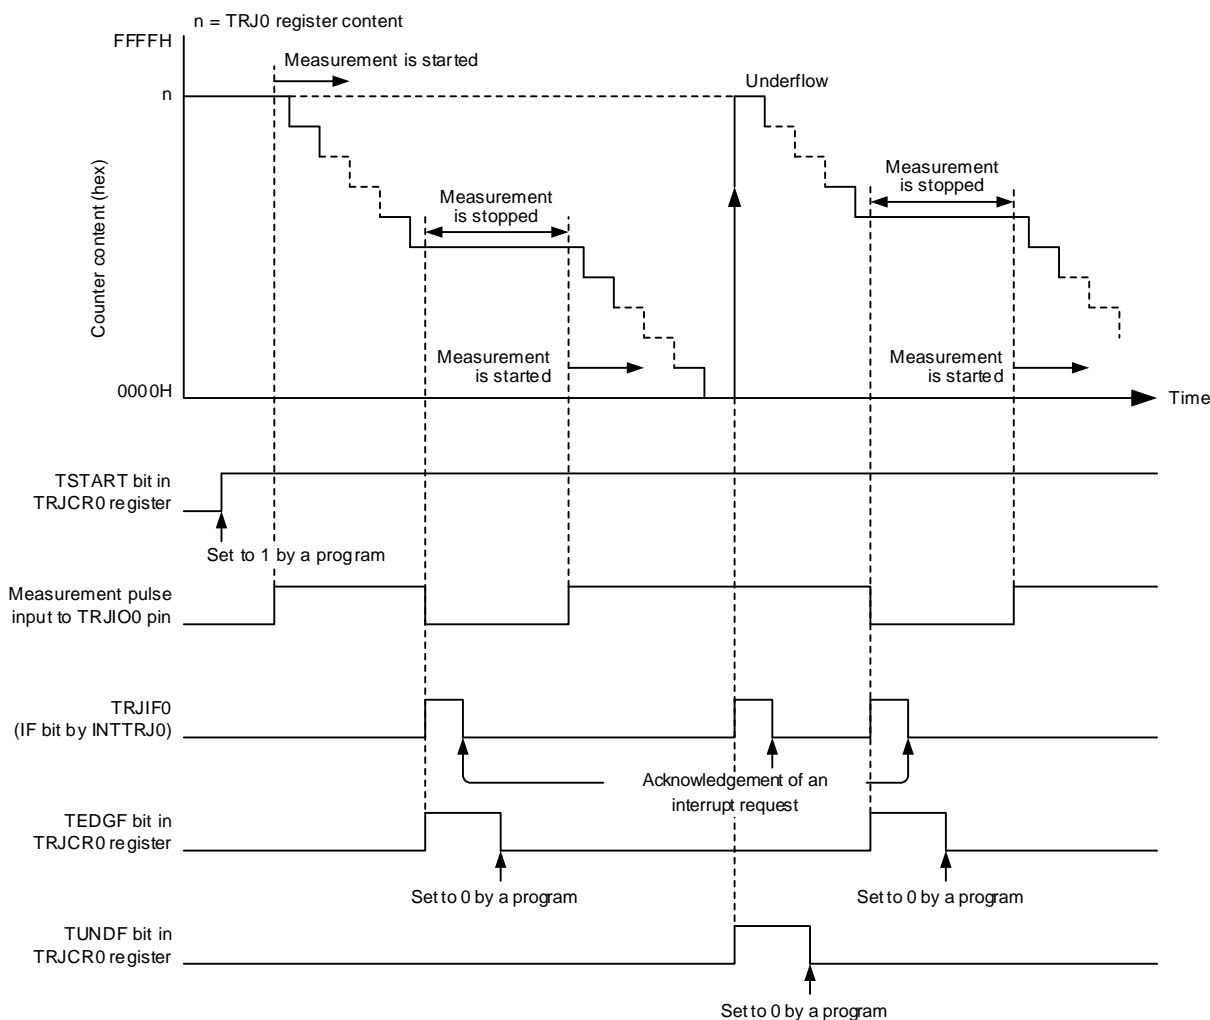 n = TRJ0 register content
FFFFH
Measurement is started
n
Underflow
Counter content (hex)
Measurement
is stopped
Measurement
is stopped
Measurement
is started
Measurement
is started
0000H
Time
TSTART bit in
TRJCR0 register
Set to 1 by a program
Measurement pulse
input to TRJIO0 pin
TRJIF0
(IF bit by INTTRJ0)
Acknowledgement of an
interrupt request
TEDGF bit in
TRJCR0 register
Set to 0 by a program
Set to 0 by a program
TUNDF bit in
TRJCR0 register
Set to 0 by a program